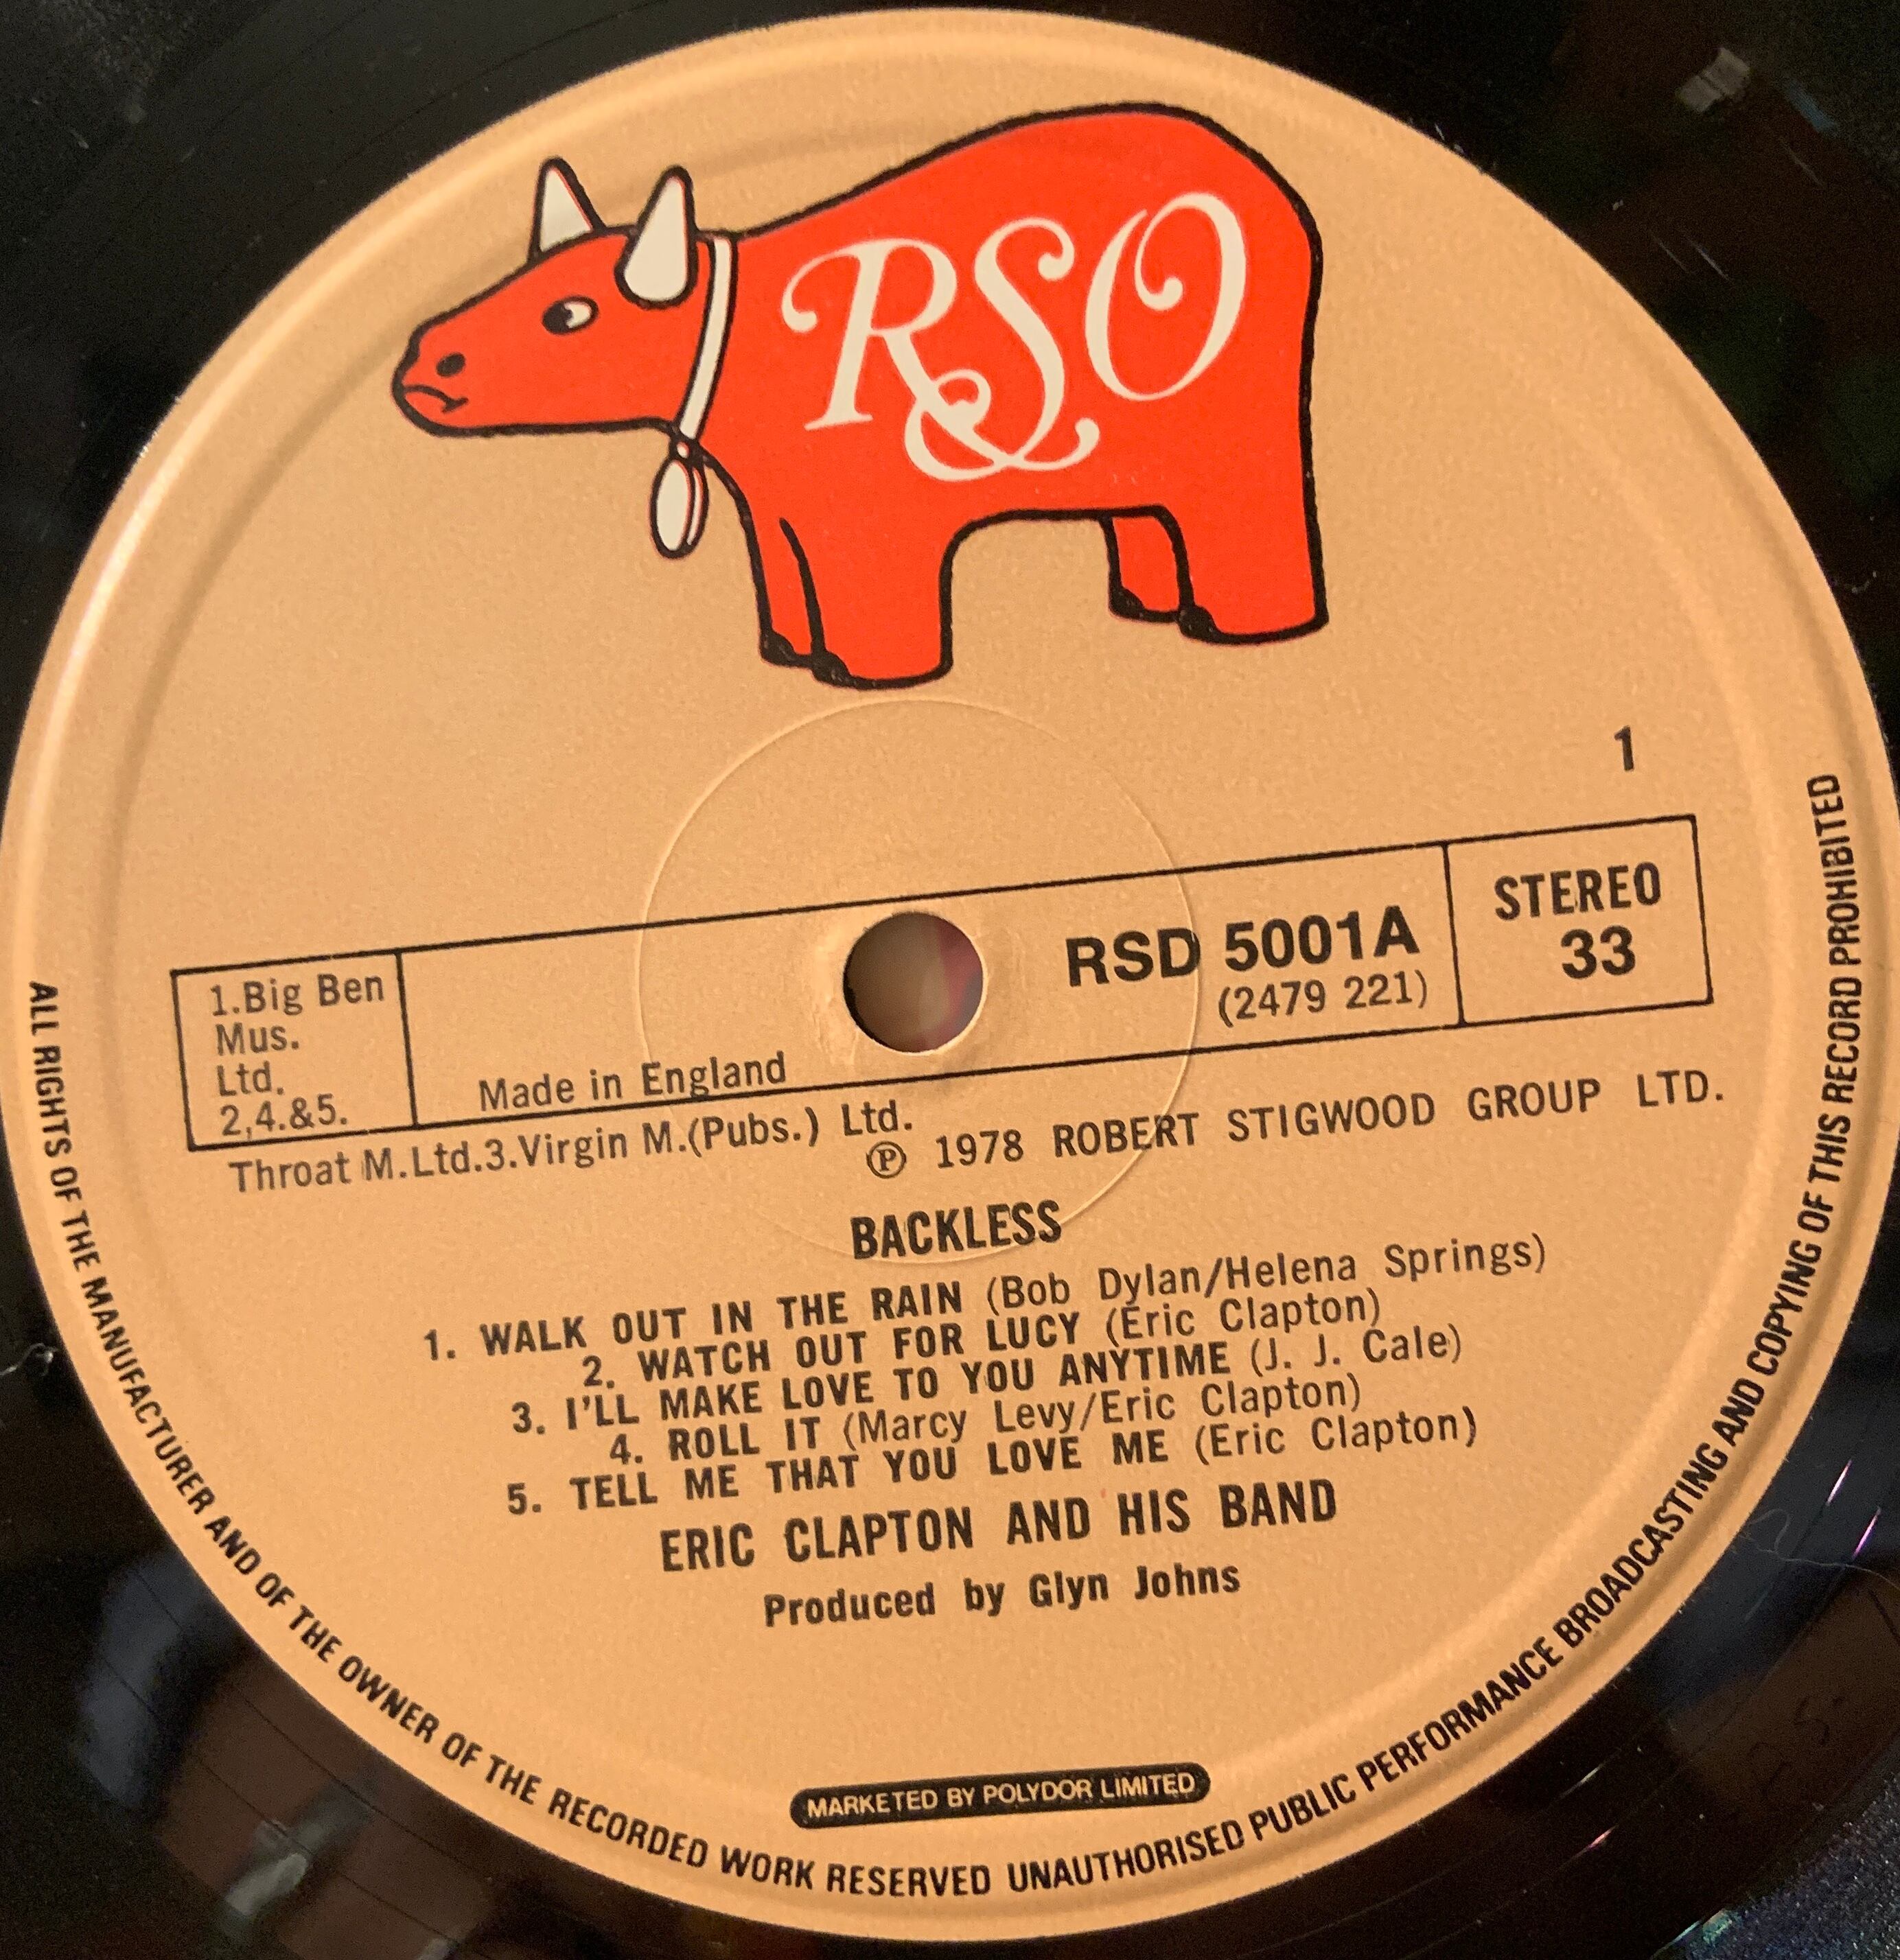 RSO
1
STEREO
33
RSD 5001A
(2479 221)
1.Big Ben
Mus.
Ltd.
2,4.&5.
Made in England
Throat M.Ltd.3.Virgin M.(Pubs.) Ltd.
℗ 1978 ROBERT STIGWOOD GROUP LTD.
BACKLESS
1. WALK OUT IN THE RAIN (Bob Dylan/Helena Springs)
2. WATCH OUT FOR LUCY (Eric Clapton)
3. I'LL MAKE LOVE TO YOU ANYTIME (J. J. Cale)
4. ROLL IT (Marcy Levy/Eric Clapton)
5. TELL ME THAT YOU LOVE ME (Eric Clapton)
ERIC CLAPTON AND HIS BAND
Produced by Glyn Johns
MARKETED BY POLYDOR LIMITED
ALL RIGHTS OF THE MANUFACTURER AND OF THE OWNER OF THE RECORDED WORK RESERVED UNAUTHORISED PUBLIC PERFORMANCE BROADCASTING AND COPYING OF THIS RECORD PROHIBITED